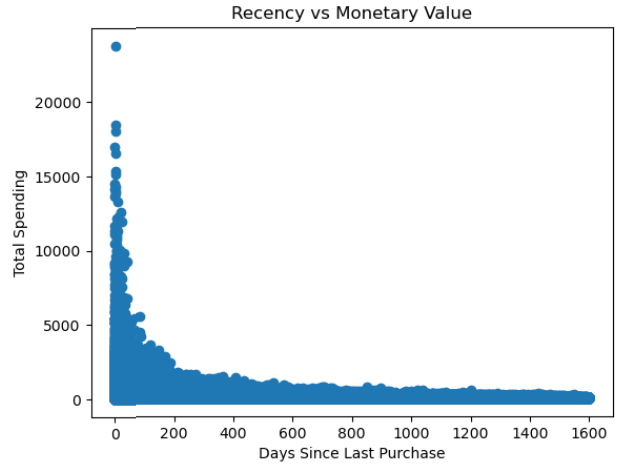 Recency vs Monetary Value
20000
15000
10000
5000
0
Total Spending
0 200 400 600 800 1000 1200 1400 1600
Days Since Last Purchase